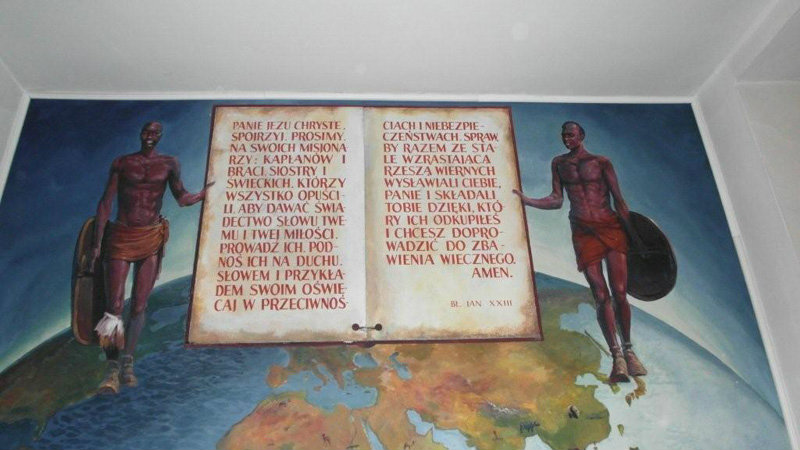 PANIE JEZU CHRYSTE,
SPÓJRZYJ, PROSIMY,
NA SWOICH MISJONA
RZY: KAPŁANÓW I
BRACI, SIOSTRY I
ŚWIECKICH, KTÓRZY
WSZYSTKO OPUŚCI-
LI, ABY DAWAĆ ŚWIA
DECTWO SŁOWU TWE-
MU I TWEJ MIŁOŚCI.
PROWADŹ ICH, POD-
NOŚ ICH NA DUCHU,
SŁOWEM I PRZYKŁA-
DEM SWOIM OŚWIE
CAJ W PRZECIWNOŚ-
CIACH I NIEBEZPIE-
CZEŃSTWACH. SPRAW,
BY RAZEM ZE STA-
LE WZRASTAJĄCĄ
RZESZĄ WIERNYCH
WYSŁAWIALI CIEBIE,
PANIE I SKŁADALI
TOBIE DZIĘKI, KTÓ
RY ICH ODKUPIŁEŚ
I CHCESZ DOPRO-
WADZIĆ DO ZBA-
WIENIA WIECZNEGO.
AMEN.
BŁ. JAN. XXIII